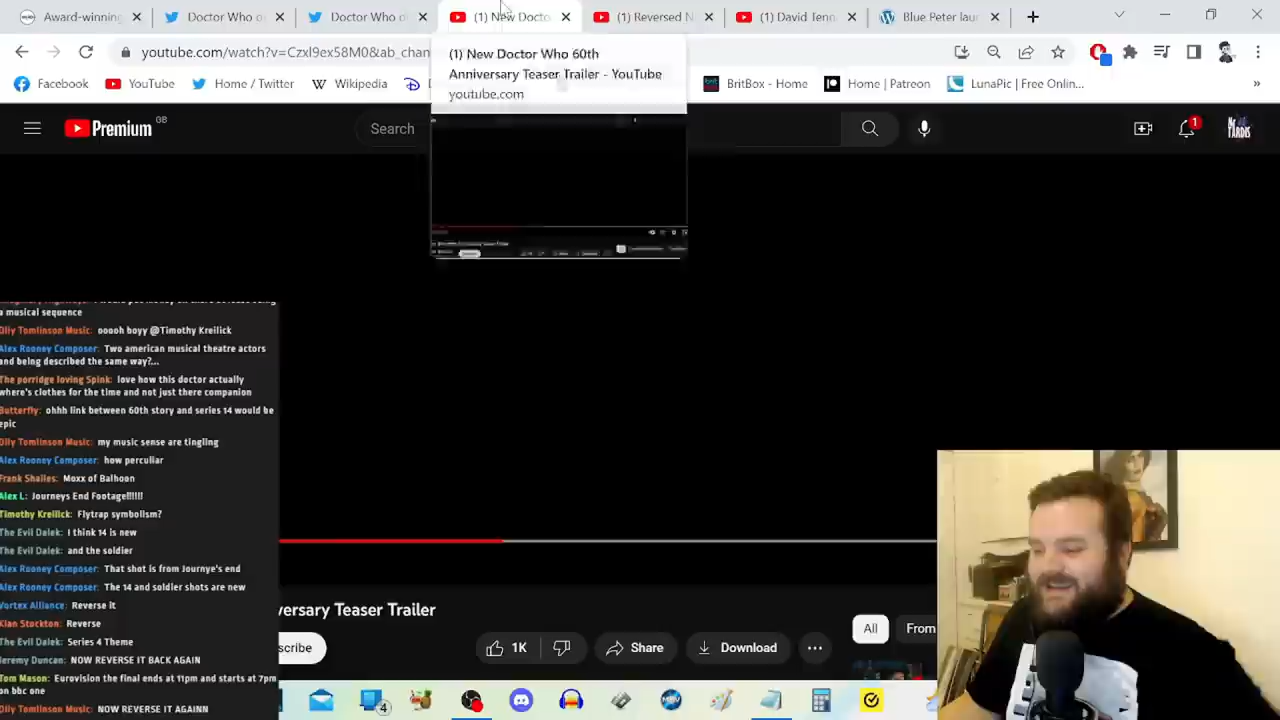 Award-winning
Doctor Who o
Doctor Who o
(1) New Docto
(1) Reversed N
(1) David Tenn
Blue Peter laun
youtube.com/watch?v=CzxI9ex58M0&ab_chan
(1) New Doctor Who 60th
Anniversary Teaser Trailer - YouTube
youtube.com
Facebook
YouTube
Home / Twitter
Wikipedia
BritBox - Home
Home | Patreon
LunaPic | Free Onlin...
»
Premium GB
Search
1
a musical sequence
Olly Tomlinson Music: ooooh boyy @Timothy Kreilick
Alex Rooney Composer: Two american musical theatre actors
and being described the same way?...
The porridge loving Spink: love how this doctor actually
where's clothes for the time and not just there companion
Butterfly: ohhh link between 60th story and series 14 would be
epic
Olly Tomlinson Music: my music sense are tingling
Alex Rooney Composer: how perculiar
Frank Shailes: Moxx of Balhoon
Alex L: Journeys End Footage!!!!!!
Timothy Kreilick: Flytrap symbolism?
The Evil Dalek: I think 14 is new
The Evil Dalek: and the soldier
Alex Rooney Composer: That shot is from Journye's end
Alex Rooney Composer: The 14 and soldier shots are new
Vortex Alliance: Reverse it
Kian Stockton: Reverse
The Evil Dalek: Series 4 Theme
Jeremy Duncan: NOW REVERSE IT BACK AGAIN
Tom Mason: Eurovision the final ends at 11pm and starts at 7pm
on bbc one
Olly Tomlinson Music: NOW REVERSE IT AGAINN
versary Teaser Trailer
scribe
1K
Share
Download
All
From
4